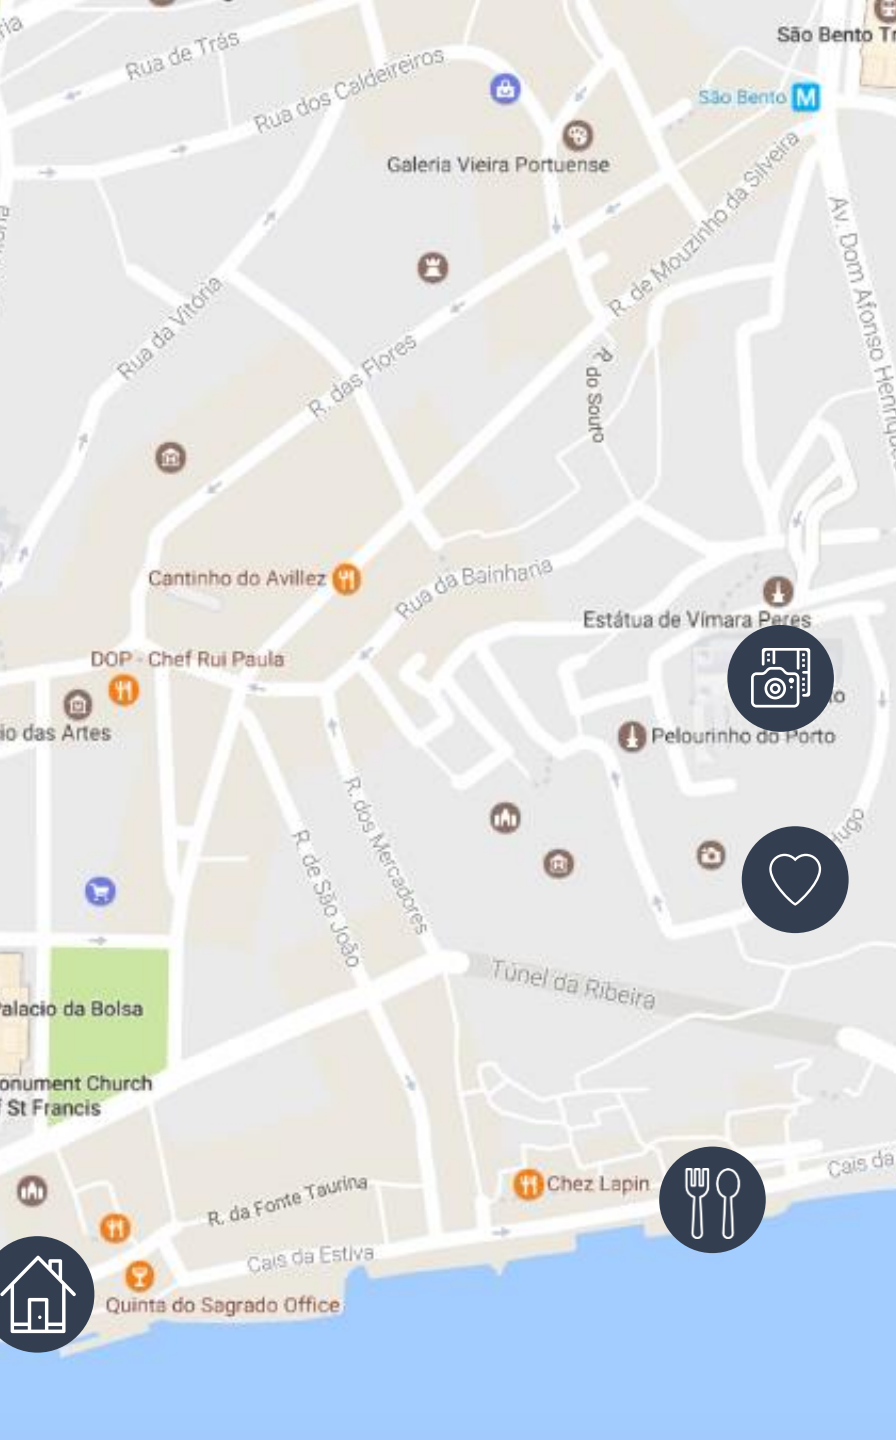 Rua de Trás
Rua dos Caldeireiros
São Bento Tr
São Bento M
Galeria Vieira Portuense
R. de Mouzinho da Silveira
Av. Dom Afonso Henriqu
Rua da Vitória
R. das Flores
R. do Souto
Cantinho do Avillez
Rua da Bainharia
Estátua de Vímara Peres
DOP - Chef Rui Paula
to
io das Artes
Pelourinho do Porto
R. dos Mercadores
R. de São João
Hugo
Túnel da Ribeira
Palacio da Bolsa
onument Church
f St Francis
Cais da
Chez Lapin
R. da Fonte Taurina
Cais da Estiva
Quinta do Sagrado Office